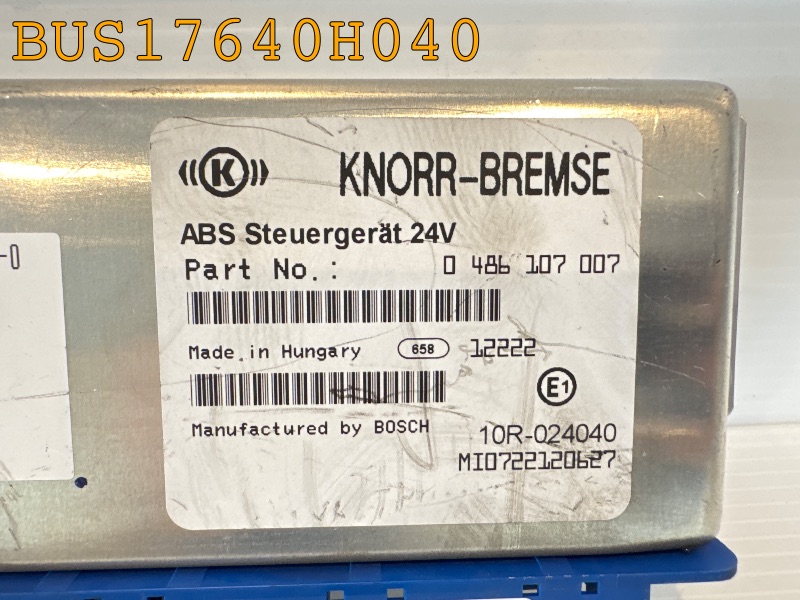 BUS17640H040
-0
K KNORR-BREMSE
ABS Steuergerät 24V
Part No.: 0 486 107 007
Made in Hungary 658 12222
E1
Manufactured by BOSCH 10R-024040
MI0722120627